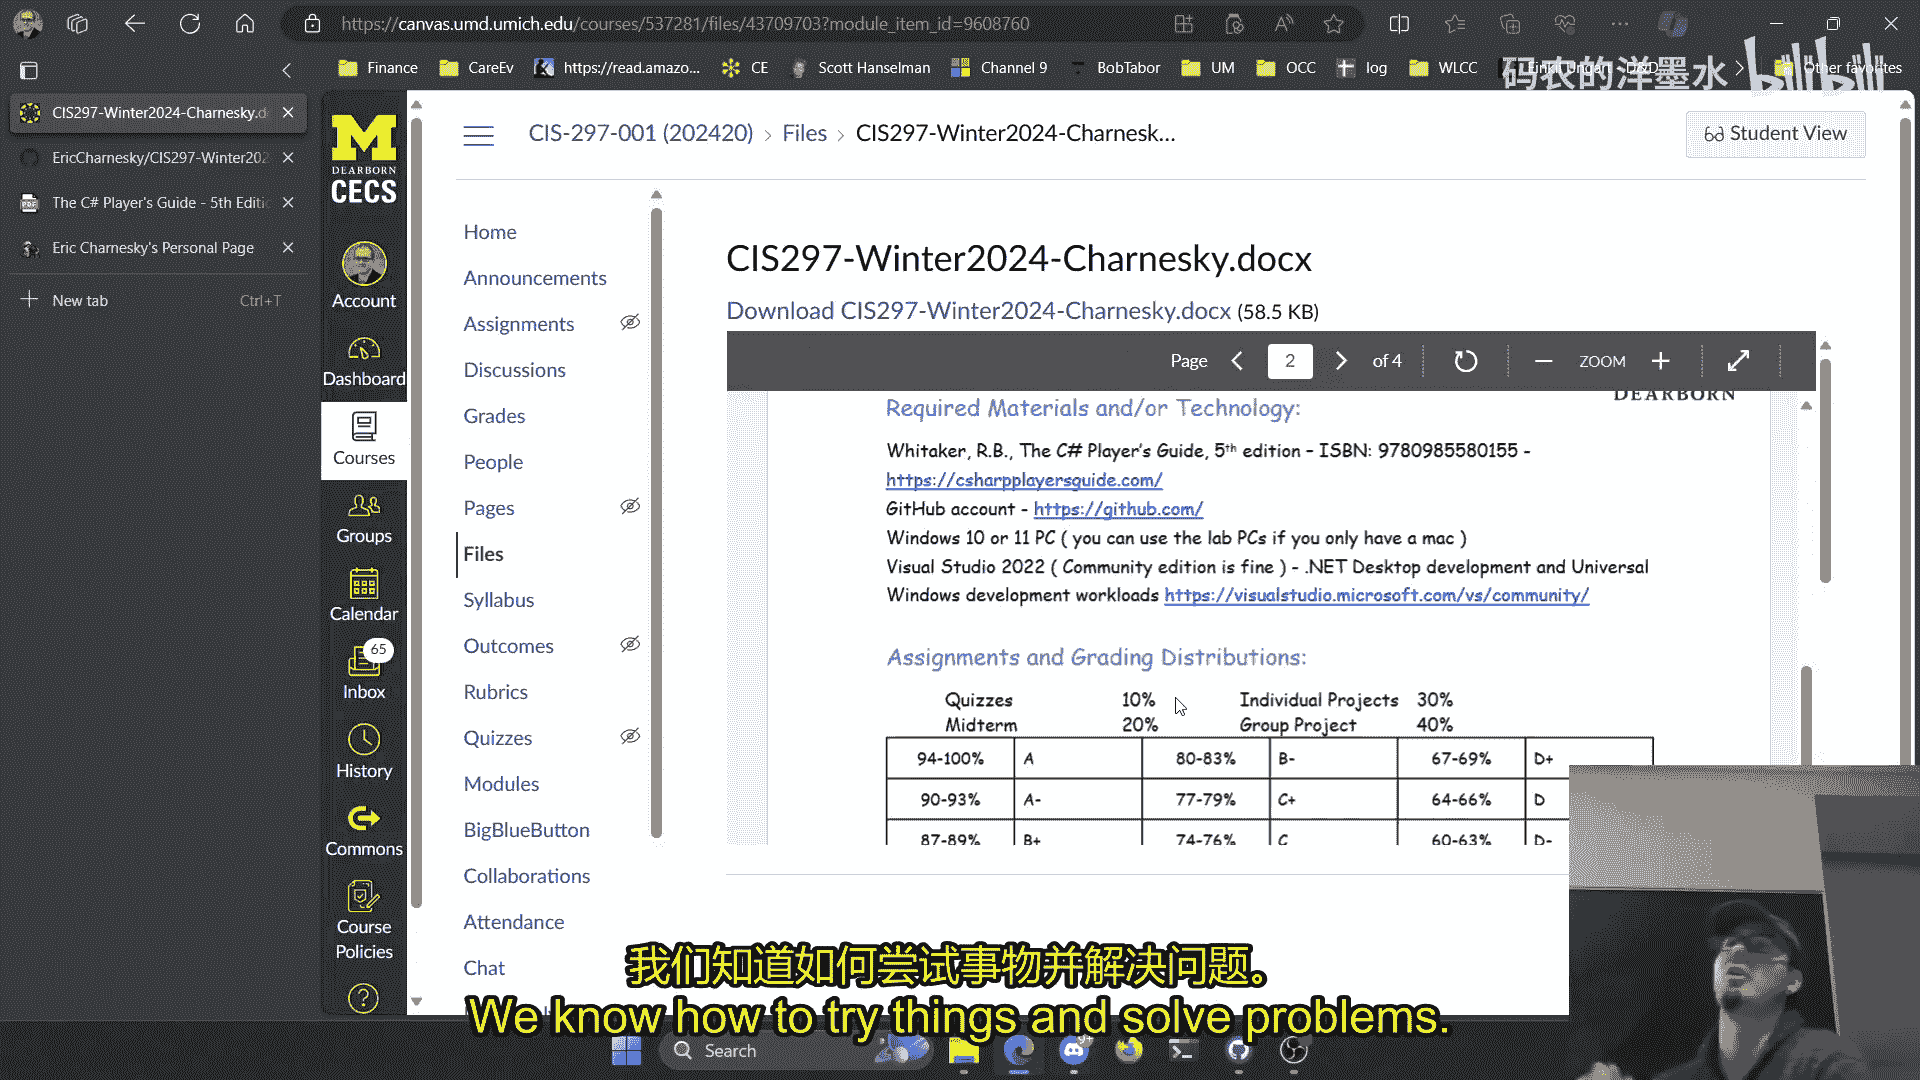 https://canvas.umd.umich.edu/courses/537281/files/43709703?module_item_id=9608760
Finance
CareEv
https://read.amazo...
CE
Scott Hanselman
Channel 9
BobTabor
UM
OCC
log
WLCC
Other favorites
码农的洋墨水
bilibili
CIS297-Winter2024-Charnesky.d
EricCharnesky/CIS297-Winter202
The C# Player's Guide - 5th Editi
Eric Charnesky's Personal Page
New tab
Ctrl+T
M
DEARBORN
CECS
Account
Dashboard
Courses
Groups
Calendar
65
Inbox
History
Commons
Course
Policies
CIS-297-001 (202420)
Files
CIS297-Winter2024-Charnesk...
Student View
Home
Announcements
Assignments
Discussions
Grades
People
Pages
Files
Syllabus
Outcomes
Rubrics
Quizzes
Modules
BigBlueButton
Collaborations
Attendance
Chat
CIS297-Winter2024-Charnesky.docx
Download CIS297-Winter2024-Charnesky.docx (58.5 KB)
Page
2
of 4
ZOOM
DEARBORN
Required Materials and/or Technology:
Whitaker, R.B., The C# Player's Guide, 5th edition – ISBN: 9780985580155 -
https://csharpplayersguide.com/
GitHub account - https://github.com/
Windows 10 or 11 PC ( you can use the lab PCs if you only have a mac )
Visual Studio 2022 ( Community edition is fine ) - .NET Desktop development and Universal
Windows development workloads https://visualstudio.microsoft.com/vs/community/
Assignments and Grading Distributions:
Quizzes 10% Individual Projects 30%
Midterm 20% Group Project 40%
94-100% A 80-83% B- 67-69% D+
90-93% A- 77-79% C+ 64-66% D
87-89% B+ 74-76% C 60-63% D-
我们知道如何尝试事物并解决问题。
We know how to try things and solve problems.
Search